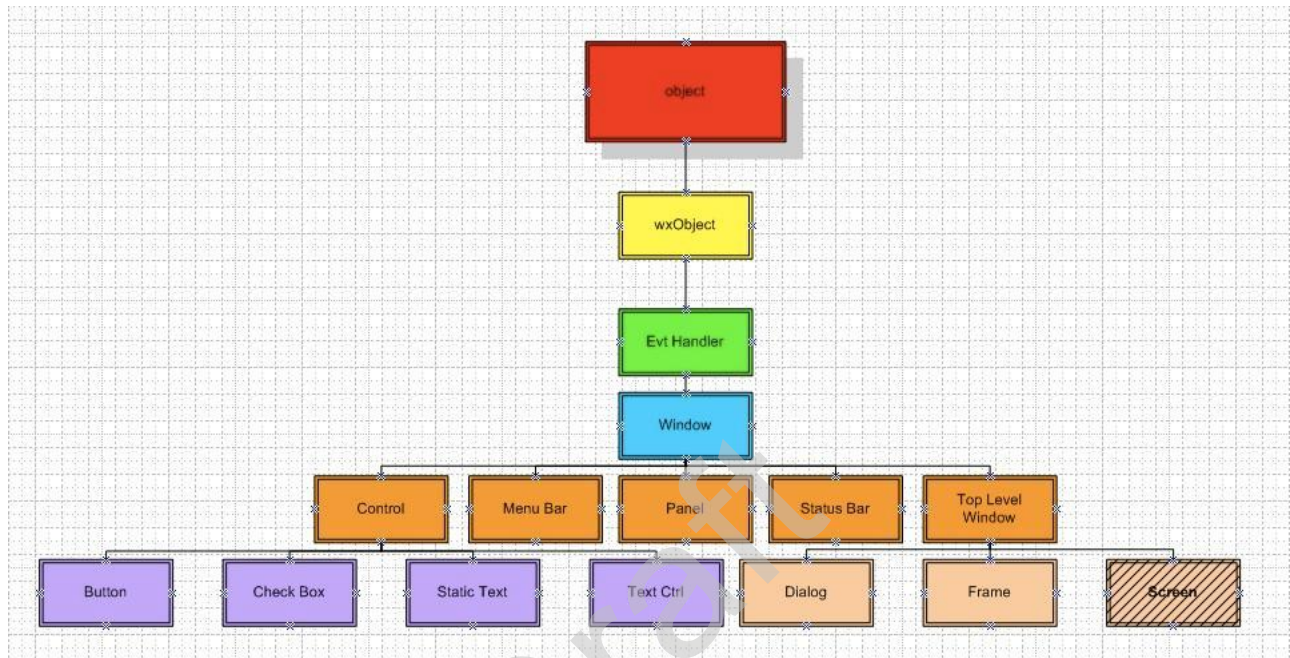 object
wxObject
Evt Handler
Window
Control
Menu Bar
Panel
Status Bar
Top Level
Window
Button
Check Box
Static Text
Text Ctrl
Dialog
Frame
Screen
raft